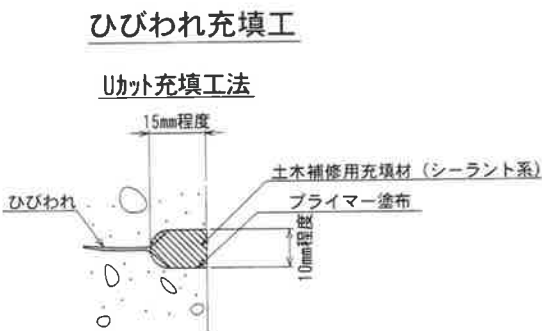 ひびわれ充填工
Uカット充填工法
15mm程度
土木補修用充填材（シーラント系）
プライマー塗布
ひびわれ
10mm程度